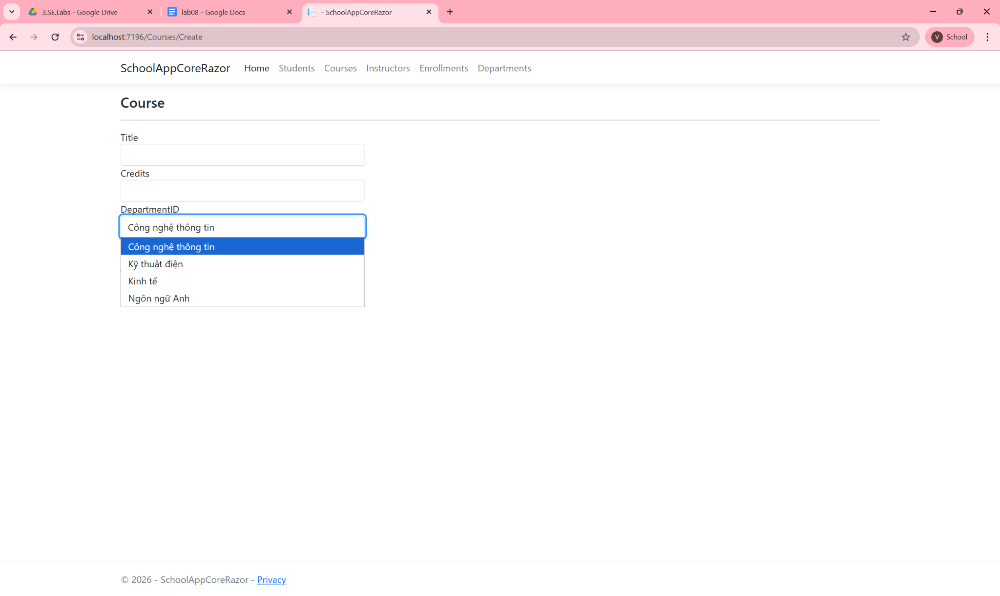 3.SE.Labs - Google Drive
lab08 - Google Docs
- SchoolAppCoreRazor
localhost:7196/Courses/Create
V School
SchoolAppCoreRazor Home Students Courses Instructors Enrollments Departments
Course
Title
Credits
DepartmentID
Công nghệ thông tin
Công nghệ thông tin
Kỹ thuật điện
Kinh tế
Ngôn ngữ Anh
© 2026 - SchoolAppCoreRazor - Privacy